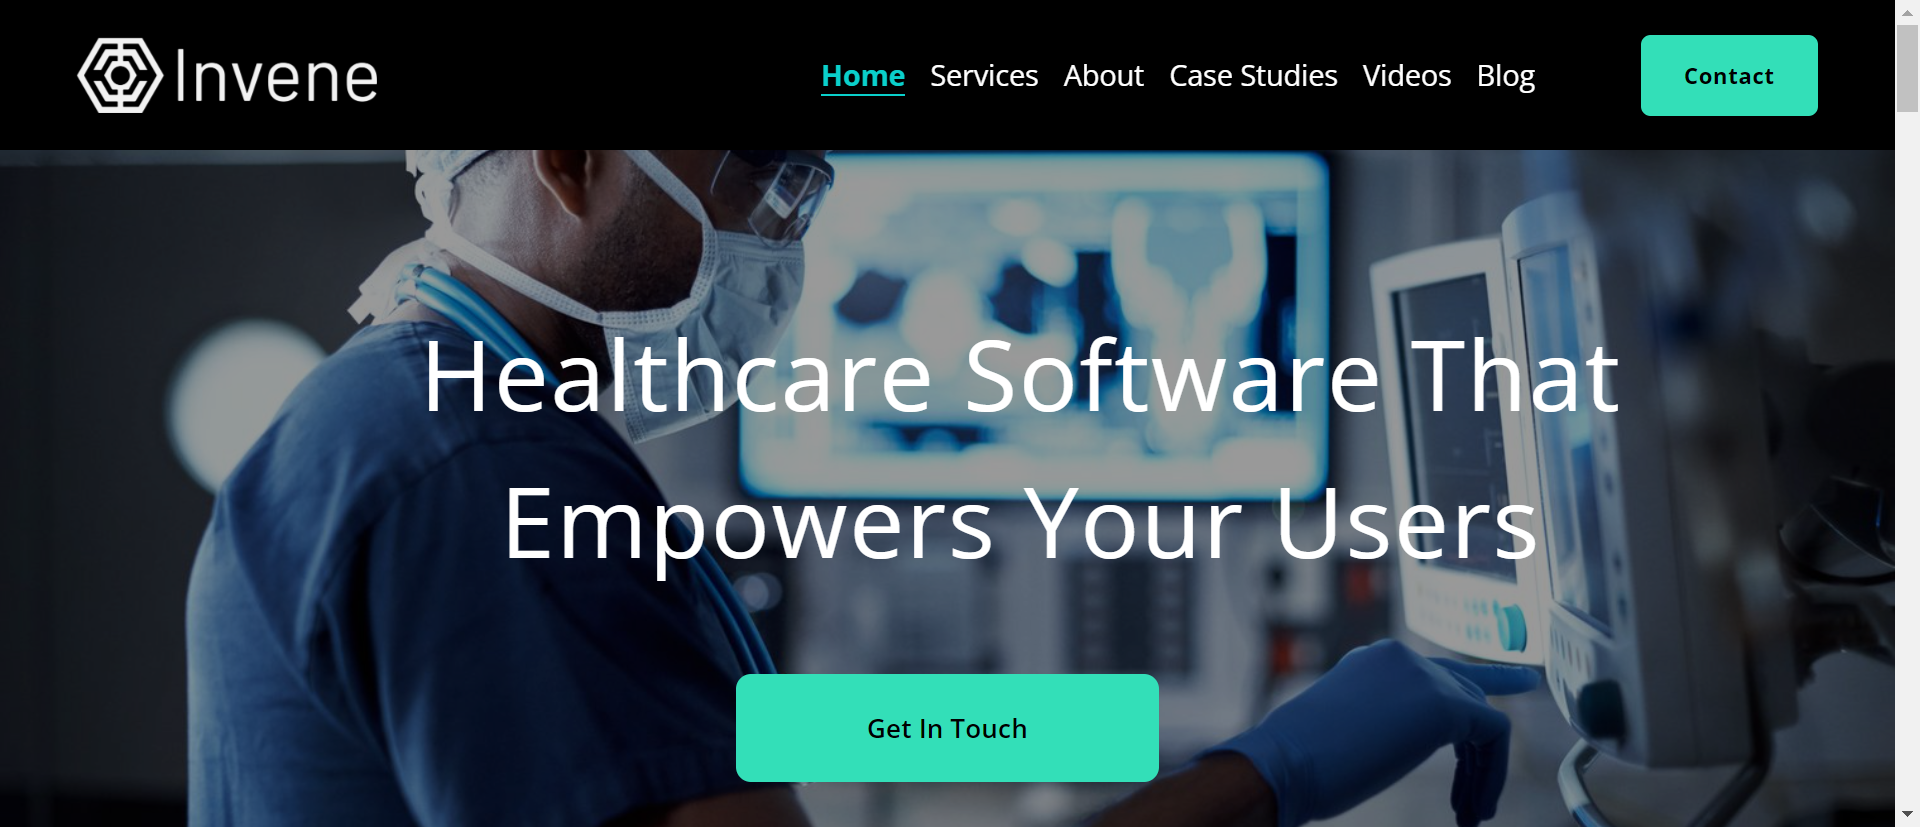 Invene
Home Services About Case Studies Videos Blog
Contact
Healthcare Software That
Empowers Your Users
Get In Touch